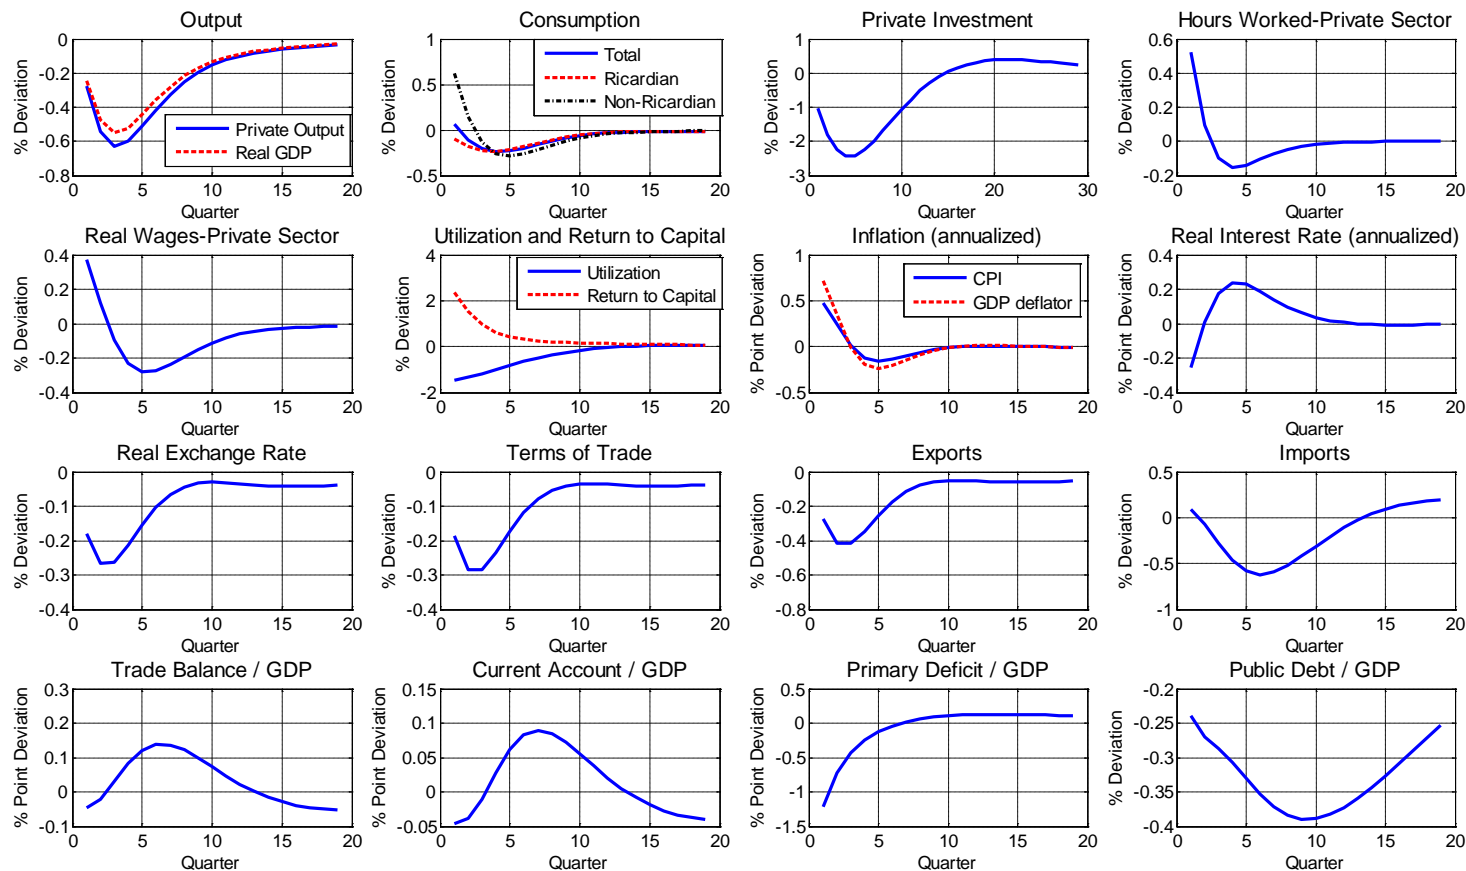 Output
Consumption
Private Investment
Hours Worked-Private Sector
0
-0.2
-0.4
-0.6
-0.8
0
5
10
15
20
% Deviation
Quarter
Private Output
Real GDP
1
0.5
0
-0.5
0
5
10
15
20
% Deviation
Quarter
Total
Ricardian
Non-Ricardian
1
0
-1
-2
-3
0
10
20
30
% Deviation
Quarter
0.6
0.4
0.2
0
-0.2
0
5
10
15
20
% Deviation
Quarter
Real Wages-Private Sector
Utilization and Return to Capital
Inflation (annualized)
Real Interest Rate (annualized)
0.4
0.2
0
-0.2
-0.4
0
5
10
15
20
% Deviation
Quarter
4
2
0
-2
0
5
10
15
20
% Deviation
Quarter
Utilization
Return to Capital
1
0.5
0
-0.5
0
5
10
15
20
% Point Deviation
Quarter
CPI
GDP deflator
0.4
0.2
0
-0.2
-0.4
0
5
10
15
20
% Point Deviation
Quarter
Real Exchange Rate
Terms of Trade
Exports
Imports
0
-0.1
-0.2
-0.3
-0.4
0
5
10
15
20
% Deviation
Quarter
0
-0.1
-0.2
-0.3
-0.4
0
5
10
15
20
% Deviation
Quarter
0
-0.2
-0.4
-0.6
-0.8
0
5
10
15
20
% Deviation
Quarter
0.5
0
-0.5
-1
0
5
10
15
20
% Deviation
Quarter
Trade Balance / GDP
Current Account / GDP
Primary Deficit / GDP
Public Debt / GDP
0.3
0.2
0.1
0
-0.1
0
5
10
15
20
% Point Deviation
Quarter
0.15
0.1
0.05
0
-0.05
0
5
10
15
20
% Point Deviation
Quarter
0.5
0
-0.5
-1
-1.5
0
5
10
15
20
% Point Deviation
Quarter
-0.2
-0.25
-0.3
-0.35
-0.4
0
5
10
15
20
% Deviation
Quarter